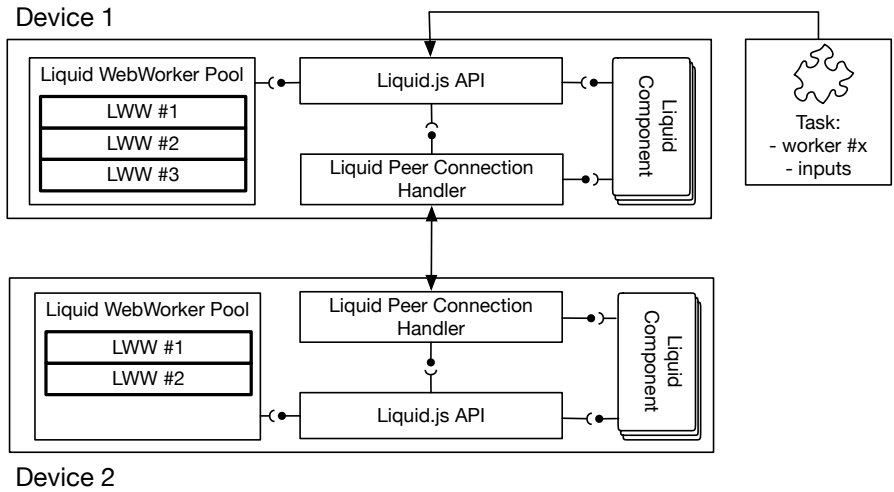 Device 1
Liquid WebWorker Pool
LWW #1
LWW #2
LWW #3
Liquid.js API
Liquid Peer Connection
Handler
Liquid
Component
Task:
- worker #x
- inputs
Liquid WebWorker Pool
LWW #1
LWW #2
Liquid Peer Connection
Handler
Liquid.js API
Liquid
Component
Device 2